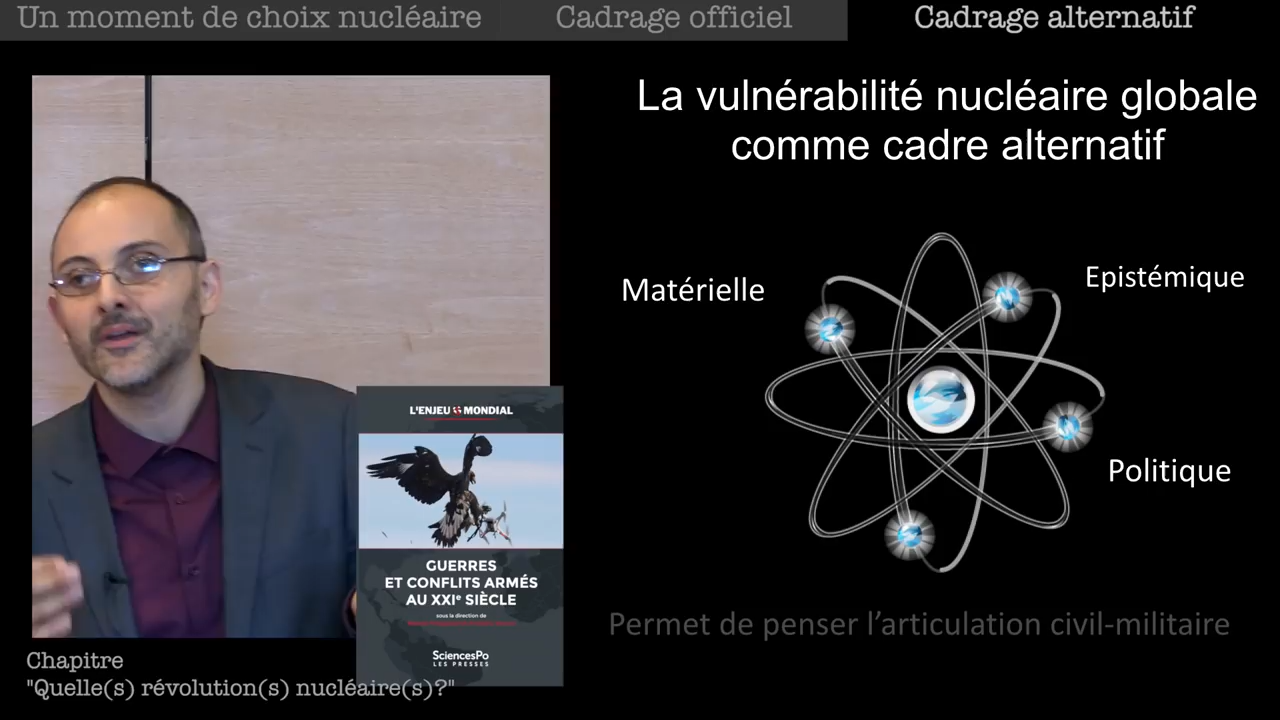 Un moment de choix nucléaire
Cadrage officiel
Cadrage alternatif
La vulnérabilité nucléaire globale
comme cadre alternatif
Matérielle
Epistémique
Politique
Permet de penser l'articulation civil-militaire
L'ENJEU MONDIAL
GUERRES
ET CONFLITS ARMÉS
AU XXIᵉ SIÈCLE
sous la direction de
SciencesPo
LES PRESSES
Chapitre
"Quelle(s) révolution(s) nucléaire(s)?"